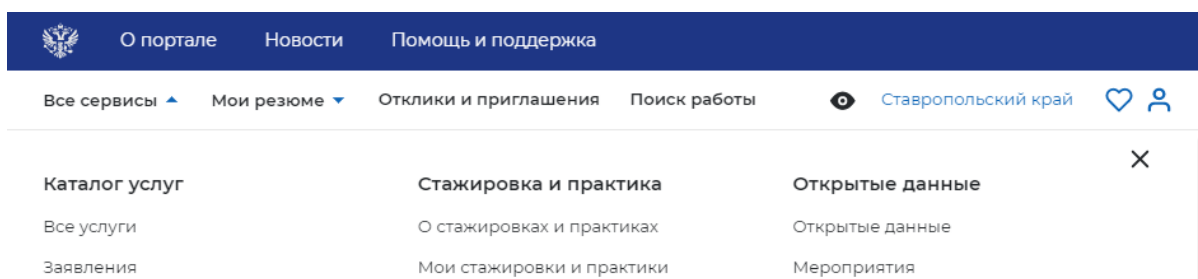 О портале Новости Помощь и поддержка
Все сервисы Мои резюме Отклики и приглашения Поиск работы Ставропольский край
Каталог услуг Стажировка и практика Открытые данные
Все услуги О стажировках и практиках Открытые данные
Заявления Мои стажировки и практики Мероприятия